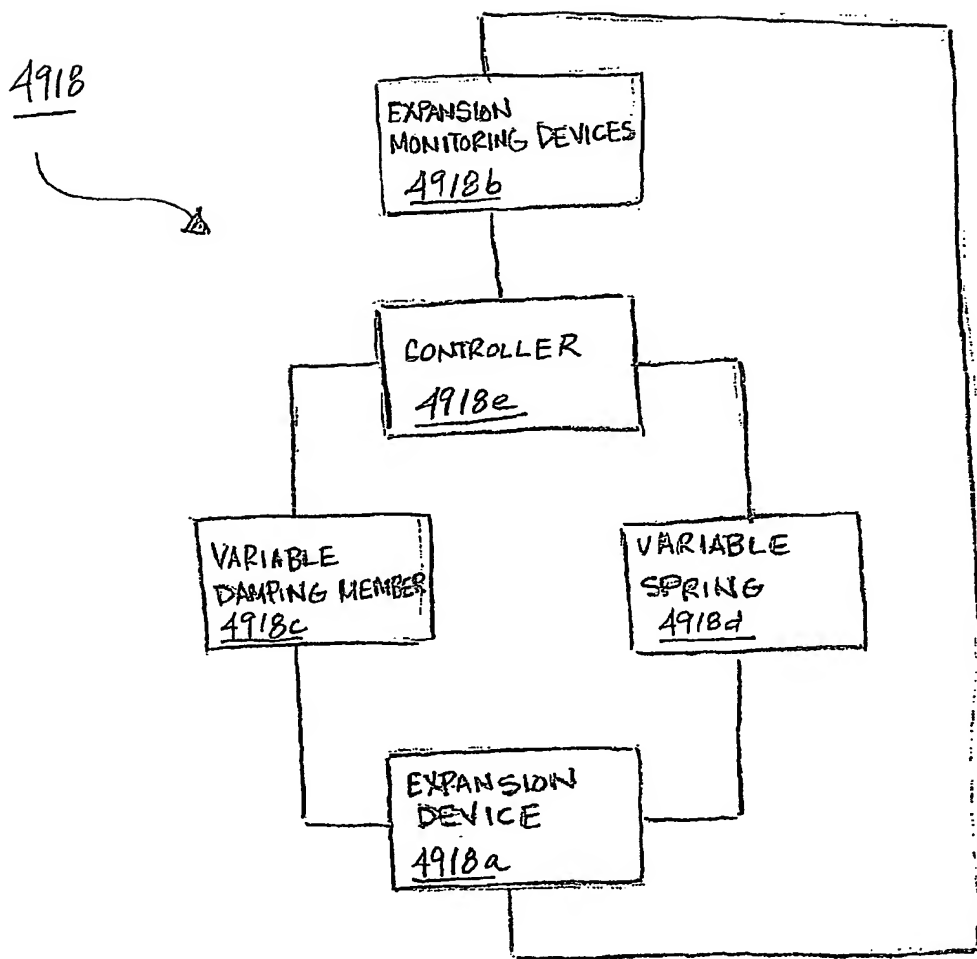 4918
EXPANSION
MONITORING DEVICES
4918b
CONTROLLER
4918e
VARIABLE
DAMPING MEMBER
4918c
VARIABLE
SPRING
4918d
EXPANSION
DEVICE
4918a